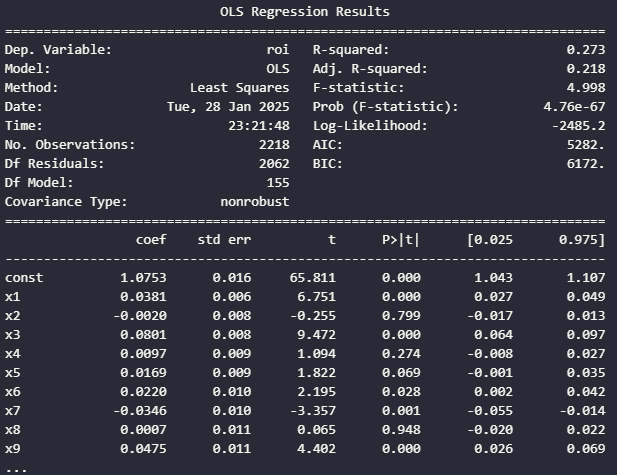 OLS Regression Results
==============================================================================
Dep. Variable: roi R-squared: 0.273
Model: OLS Adj. R-squared: 0.218
Method: Least Squares F-statistic: 4.998
Date: Tue, 28 Jan 2025 Prob (F-statistic): 4.76e-67
Time: 23:21:48 Log-Likelihood: -2485.2
No. Observations: 2218 AIC: 5282.
Df Residuals: 2062 BIC: 6172.
Df Model: 155
Covariance Type: nonrobust
==============================================================================
coef std err t P>|t| [0.025 0.975]
------------------------------------------------------------------------------
const 1.0753 0.016 65.811 0.000 1.043 1.107
x1 0.0381 0.006 6.751 0.000 0.027 0.049
x2 -0.0020 0.008 -0.255 0.799 -0.017 0.013
x3 0.0801 0.008 9.472 0.000 0.064 0.097
x4 0.0097 0.009 1.094 0.274 -0.008 0.027
x5 0.0169 0.009 1.822 0.069 -0.001 0.035
x6 0.0220 0.010 2.195 0.028 0.002 0.042
x7 -0.0346 0.010 -3.357 0.001 -0.055 -0.014
x8 0.0007 0.011 0.065 0.948 -0.020 0.022
x9 0.0475 0.011 4.402 0.000 0.026 0.069
...